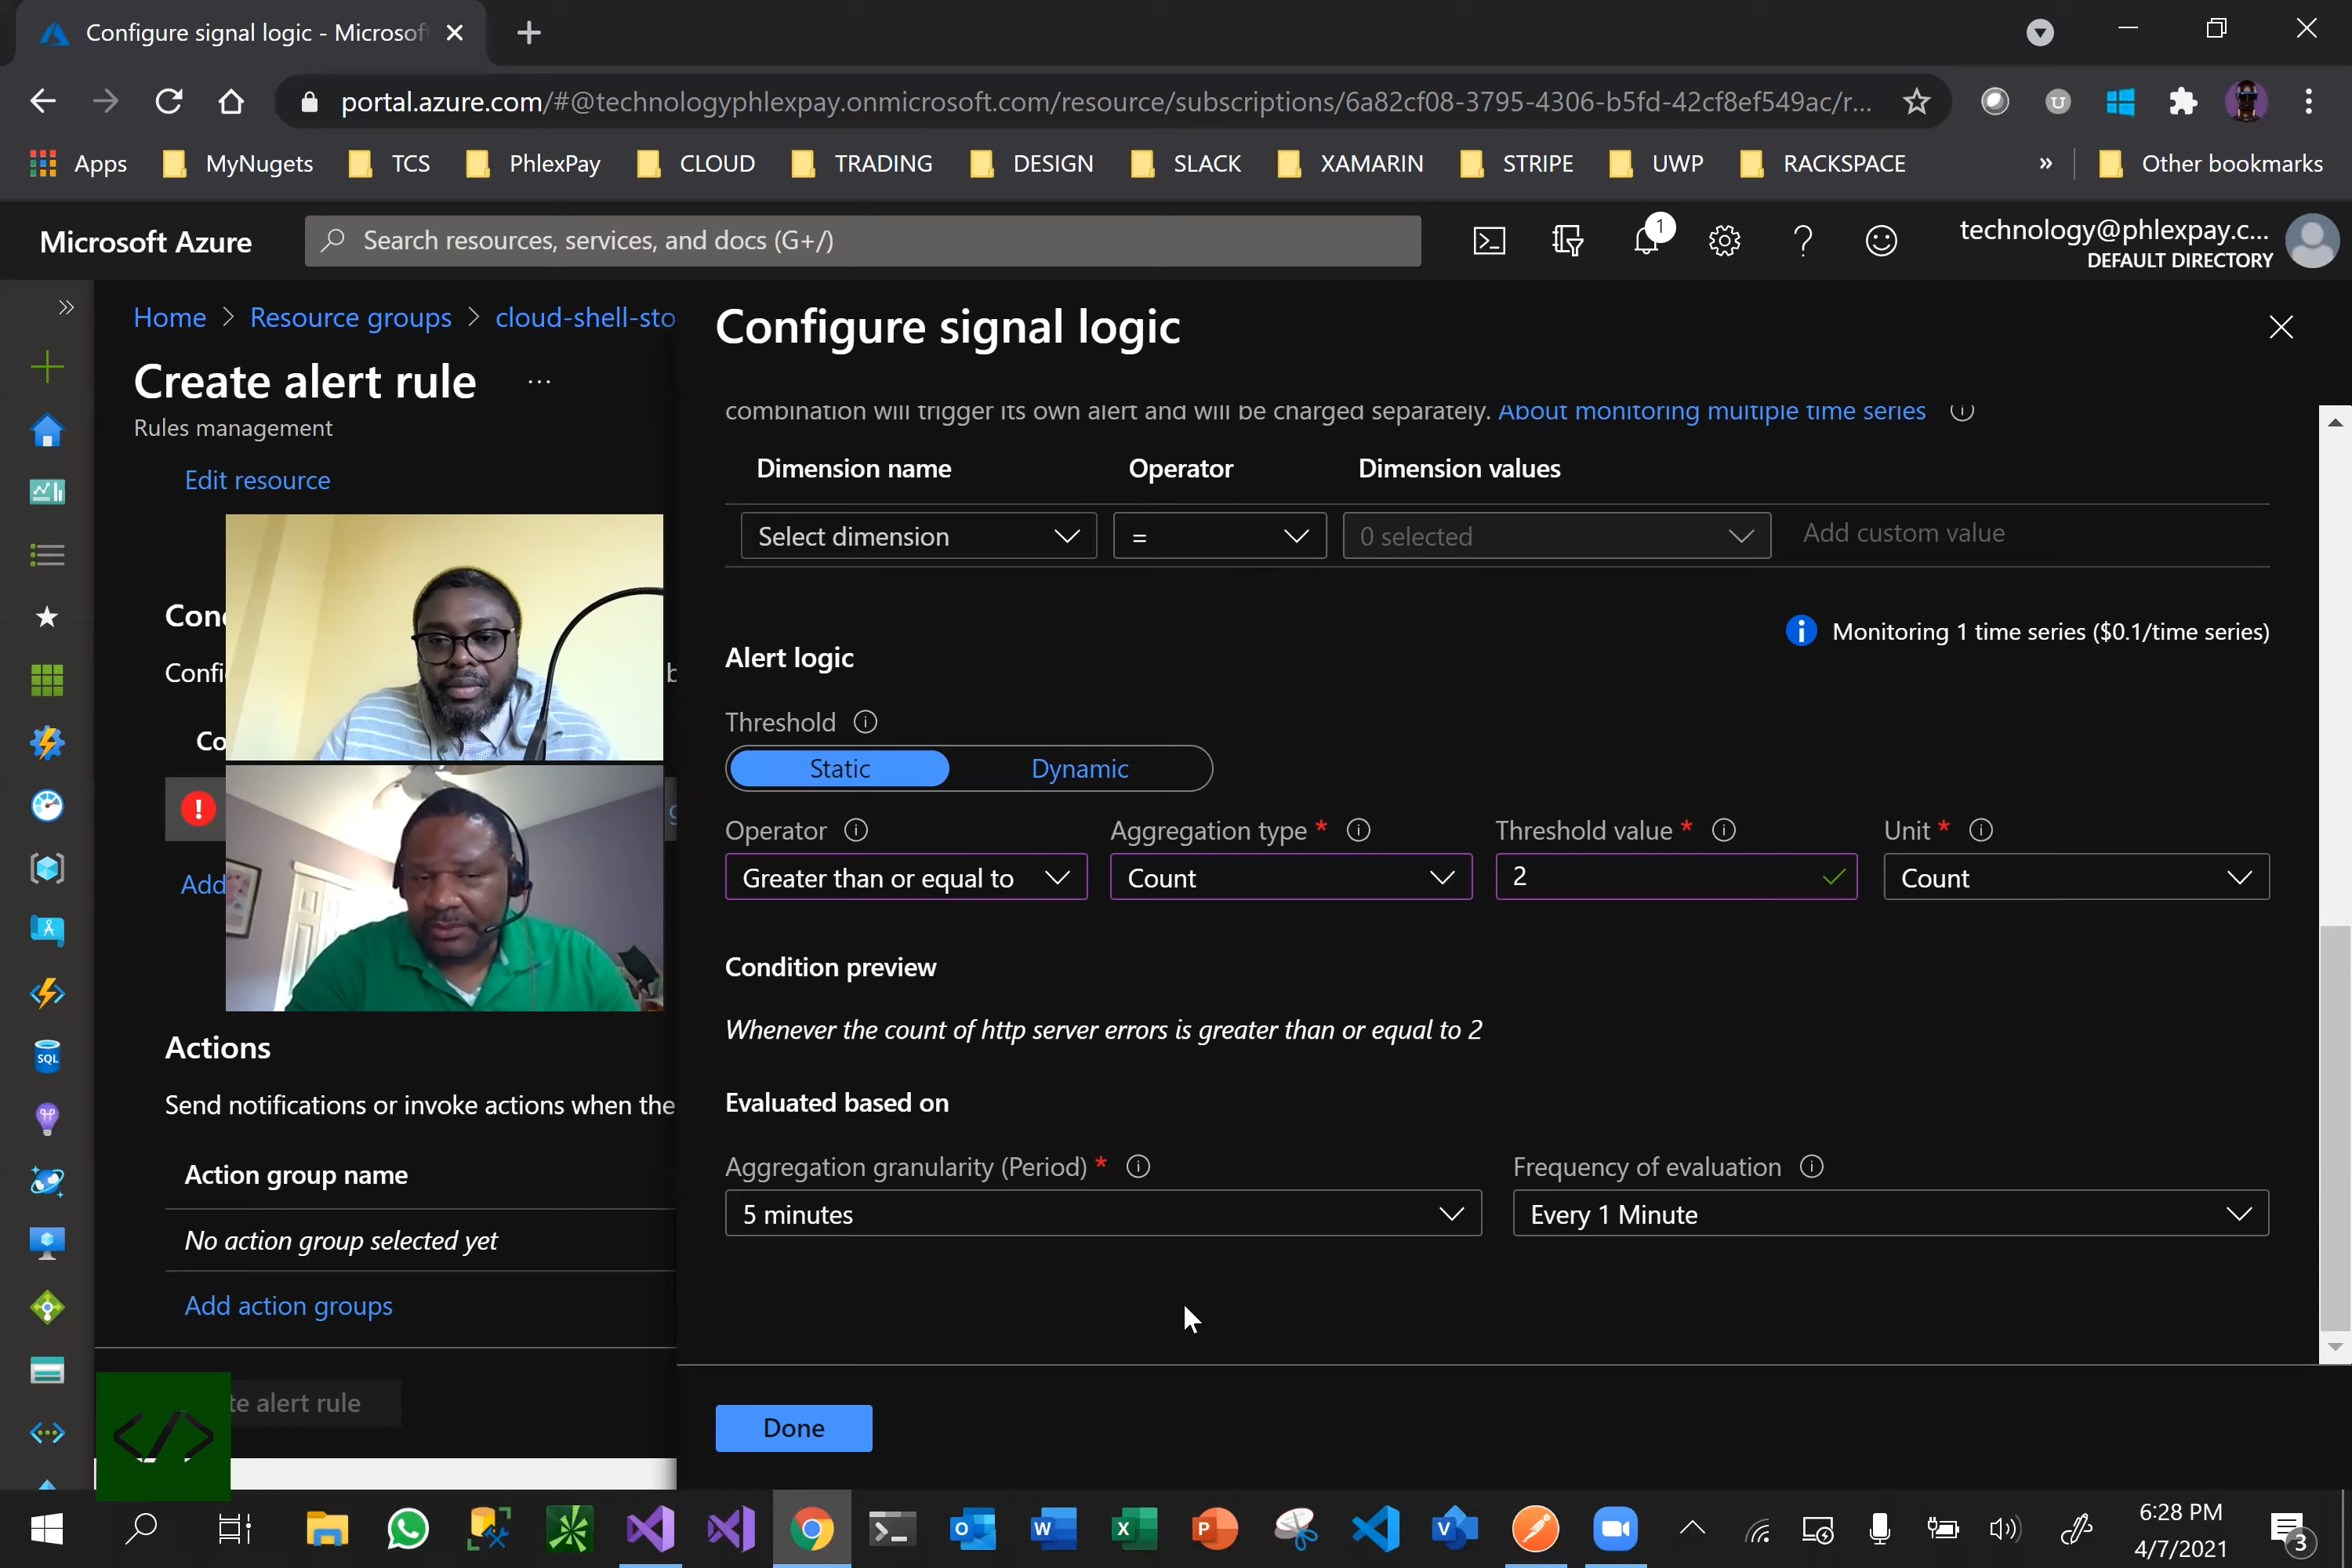 Configure signal logic - Microsof
portal.azure.com/#@technologyphlexpay.onmicrosoft.com/resource/subscriptions/6a82cf08-3795-4306-b5fd-42cf8ef549ac/r...
Apps MyNugets TCS PhlexPay CLOUD TRADING DESIGN SLACK XAMARIN STRIPE UWP RACKSPACE » Other bookmarks
Microsoft Azure
Search resources, services, and docs (G+/)
1
technology@phlexpay.c...
DEFAULT DIRECTORY
Home > Resource groups > cloud-shell-sto
Create alert rule ...
Rules management
Edit resource
Con
Confi
b
Co
Add
Actions
Send notifications or invoke actions when the
Action group name
No action group selected yet
Add action groups
te alert rule
</>
Configure signal logic
combination will trigger its own alert and will be charged separately. About monitoring multiple time series
Dimension name Operator Dimension values
Select dimension = 0 selected Add custom value
Monitoring 1 time series ($0.1/time series)
Alert logic
Threshold
Static Dynamic
Operator Aggregation type * Threshold value * Unit *
Greater than or equal to Count 2 Count
Condition preview
Whenever the count of http server errors is greater than or equal to 2
Evaluated based on
Aggregation granularity (Period) * Frequency of evaluation
5 minutes Every 1 Minute
Done
6:28 PM
4/7/2021
3